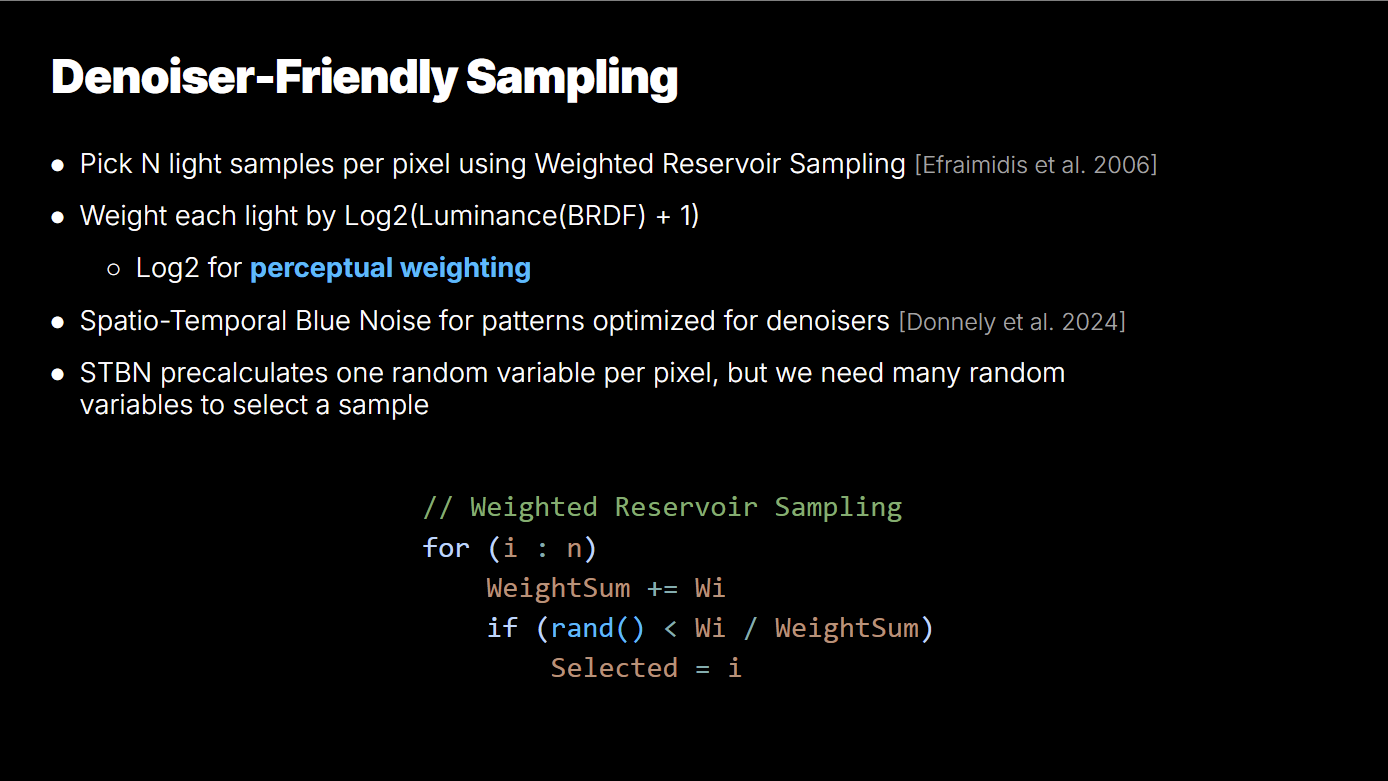 Denoiser-Friendly Sampling
● Pick N light samples per pixel using Weighted Reservoir Sampling [Efraimidis et al. 2006]
● Weight each light by Log2(Luminance(BRDF) + 1)
○ Log2 for perceptual weighting
● Spatio-Temporal Blue Noise for patterns optimized for denoisers [Donnely et al. 2024]
● STBN precalculates one random variable per pixel, but we need many random
variables to select a sample
// Weighted Reservoir Sampling
for (i : n)
    WeightSum += Wi
    if (rand() < Wi / WeightSum)
        Selected = i